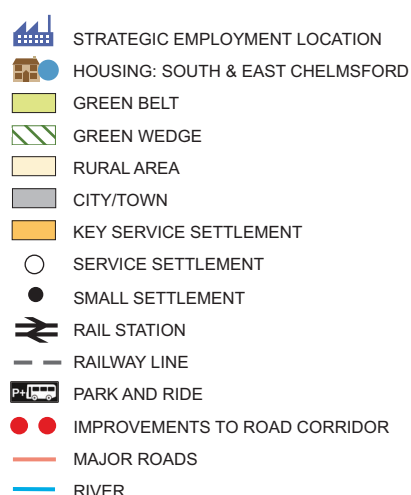 STRATEGIC EMPLOYMENT LOCATION
HOUSING: SOUTH & EAST CHELMSFORD
GREEN BELT
GREEN WEDGE
RURAL AREA
CITY/TOWN
KEY SERVICE SETTLEMENT
SERVICE SETTLEMENT
SMALL SETTLEMENT
RAIL STATION
RAILWAY LINE
P+ PARK AND RIDE
IMPROVEMENTS TO ROAD CORRIDOR
MAJOR ROADS
RIVER